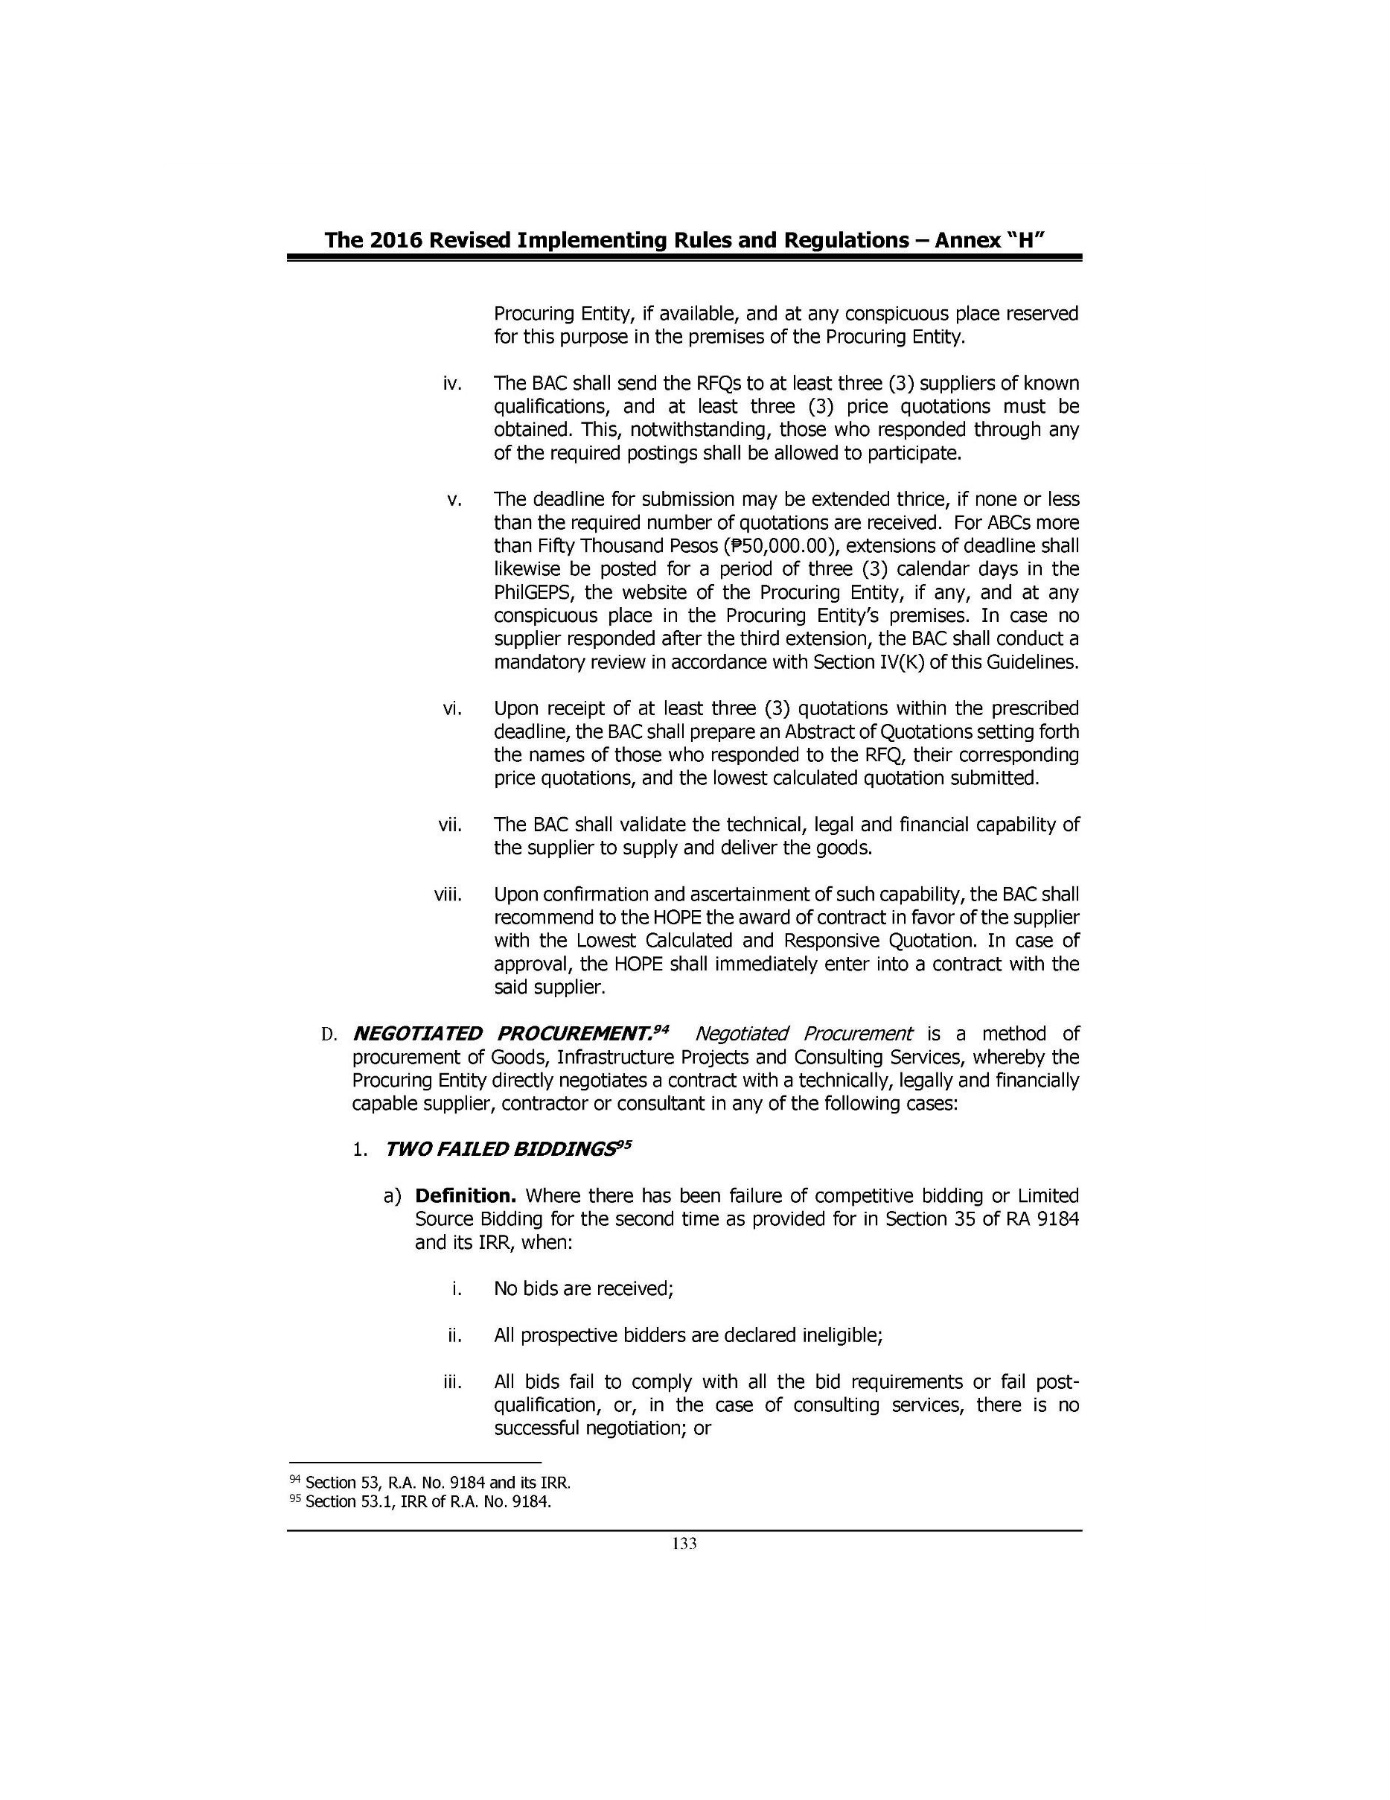 The 2016 Revised Implementing Rules and Regulations – Annex “H”
Procuring Entity, if available, and at any conspicuous place reserved
for this purpose in the premises of the Procuring Entity.
iv. The BAC shall send the RFQs to at least three (3) suppliers of known
qualifications, and at least three (3) price quotations must be
obtained. This, notwithstanding, those who responded through any
of the required postings shall be allowed to participate.
v. The deadline for submission may be extended thrice, if none or less
than the required number of quotations are received. For ABCs more
than Fifty Thousand Pesos (₱50,000.00), extensions of deadline shall
likewise be posted for a period of three (3) calendar days in the
PhilGEPS, the website of the Procuring Entity, if any, and at any
conspicuous place in the Procuring Entity’s premises. In case no
supplier responded after the third extension, the BAC shall conduct a
mandatory review in accordance with Section IV(K) of this Guidelines.
vi. Upon receipt of at least three (3) quotations within the prescribed
deadline, the BAC shall prepare an Abstract of Quotations setting forth
the names of those who responded to the RFQ, their corresponding
price quotations, and the lowest calculated quotation submitted.
vii. The BAC shall validate the technical, legal and financial capability of
the supplier to supply and deliver the goods.
viii. Upon confirmation and ascertainment of such capability, the BAC shall
recommend to the HOPE the award of contract in favor of the supplier
with the Lowest Calculated and Responsive Quotation. In case of
approval, the HOPE shall immediately enter into a contract with the
said supplier.
D. NEGOTIATED PROCUREMENT.94 Negotiated Procurement is a method of
procurement of Goods, Infrastructure Projects and Consulting Services, whereby the
Procuring Entity directly negotiates a contract with a technically, legally and financially
capable supplier, contractor or consultant in any of the following cases:
1. TWO FAILED BIDDINGS95
a) Definition. Where there has been failure of competitive bidding or Limited
Source Bidding for the second time as provided for in Section 35 of RA 9184
and its IRR, when:
i. No bids are received;
ii. All prospective bidders are declared ineligible;
iii. All bids fail to comply with all the bid requirements or fail post-
qualification, or, in the case of consulting services, there is no
successful negotiation; or
94 Section 53, R.A. No. 9184 and its IRR.
95 Section 53.1, IRR of R.A. No. 9184.
133